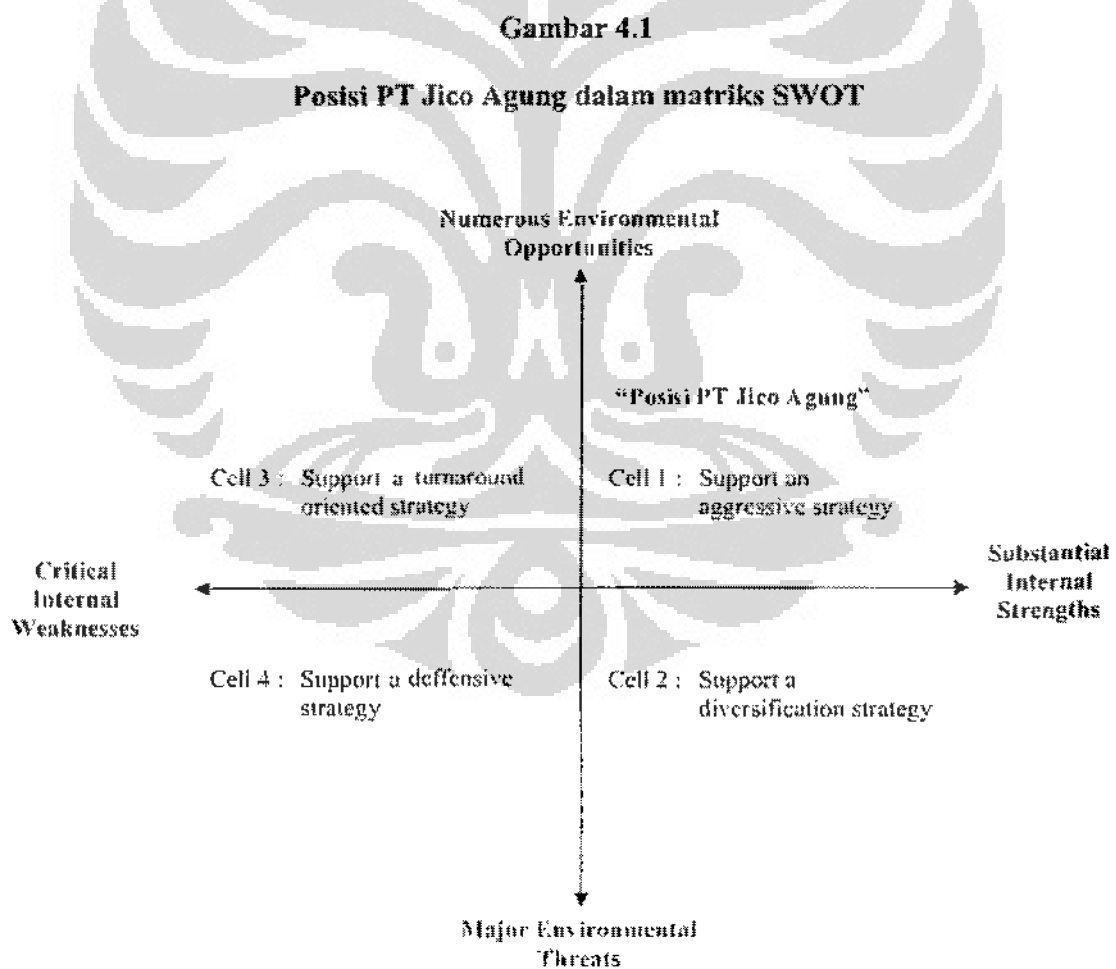 Gambar 4.1
Posisi PT Jico Agung dalam matriks SWOT
Numerous Environmental
Opportunities
“Posisi PT Jico Agung“
Cell 3 : Support a turnaround
oriented strategy
Cell 1 : Support an
aggressive strategy
Critical
Internal
Weaknesses
Substantial
Internal
Strengths
Cell 4 : Support a deffensive
strategy
Cell 2 : Support a
diversification strategy
Major Environmental
Threats